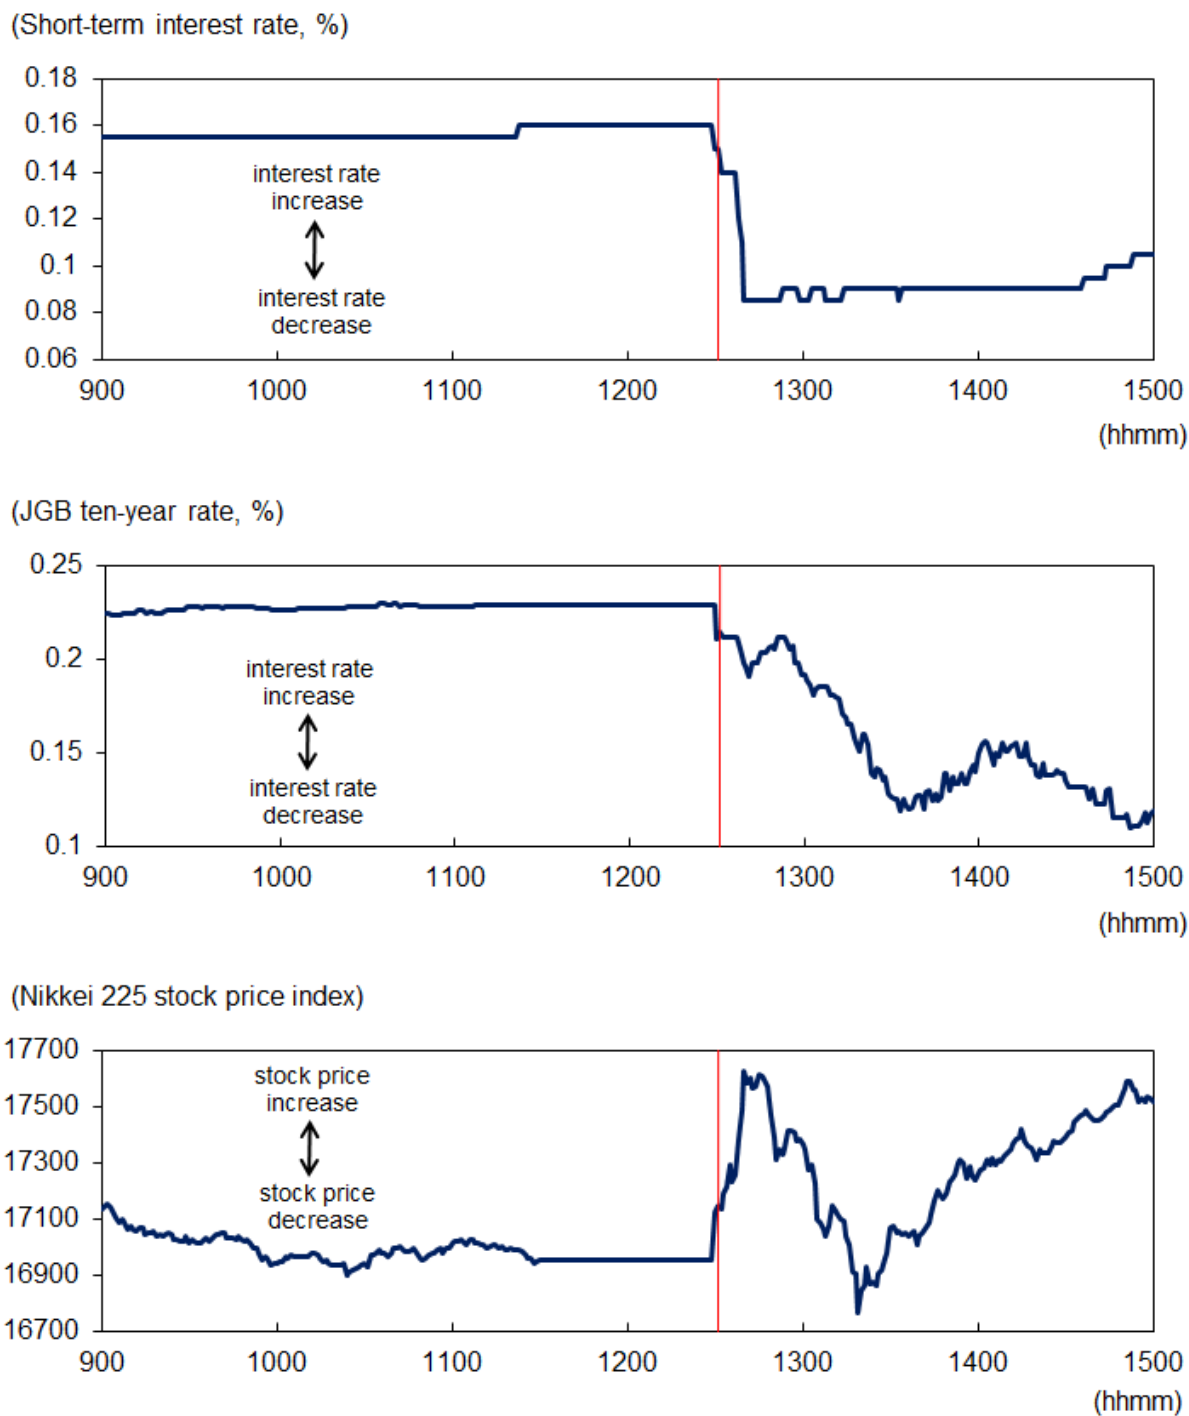 (Short-term interest rate, %)
0.18
0.16
0.14
0.12
0.1
0.08
0.06
interest rate
increase
interest rate
decrease
900 1000 1100 1200 1300 1400 1500
(hhmm)
(JGB ten-year rate, %)
0.25
0.2
0.15
0.1
interest rate
increase
interest rate
decrease
900 1000 1100 1200 1300 1400 1500
(hhmm)
(Nikkei 225 stock price index)
17700
17500
17300
17100
16900
16700
stock price
increase
stock price
decrease
900 1000 1100 1200 1300 1400 1500
(hhmm)